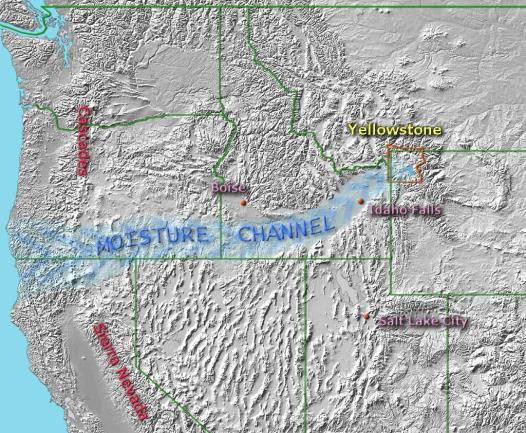 Yellowstone
Cascades
Boise
Idaho Falls
MOISTURE CHANNEL
Salt Lake City
Sierra Nevada